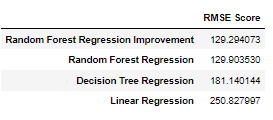 RMSE Score
Random Forest Regression Improvement 129.294073
Random Forest Regression 129.903530
Decision Tree Regression 181.140144
Linear Regression 250.827997